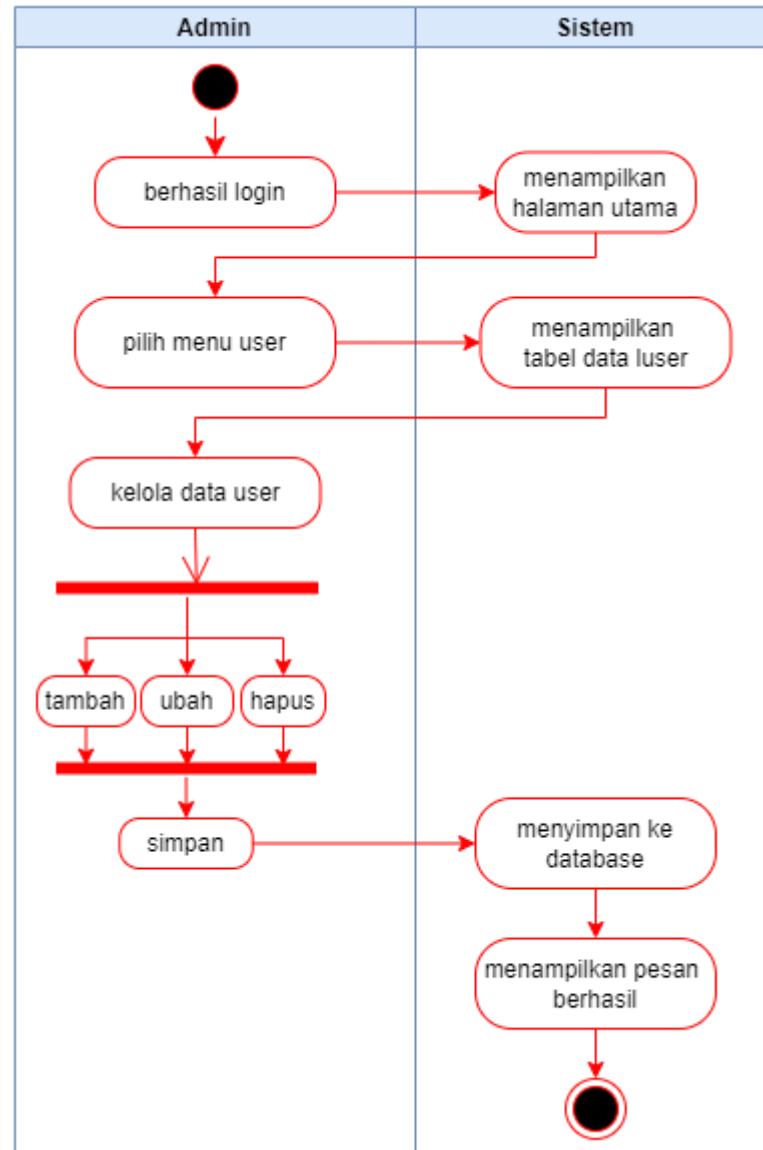 Admin
Sistem
berhasil login
menampilkan
halaman utama
pilih menu user
menampilkan
tabel data luser
kelola data user
tambah
ubah
hapus
simpan
menyimpan ke
database
menampilkan pesan
berhasil